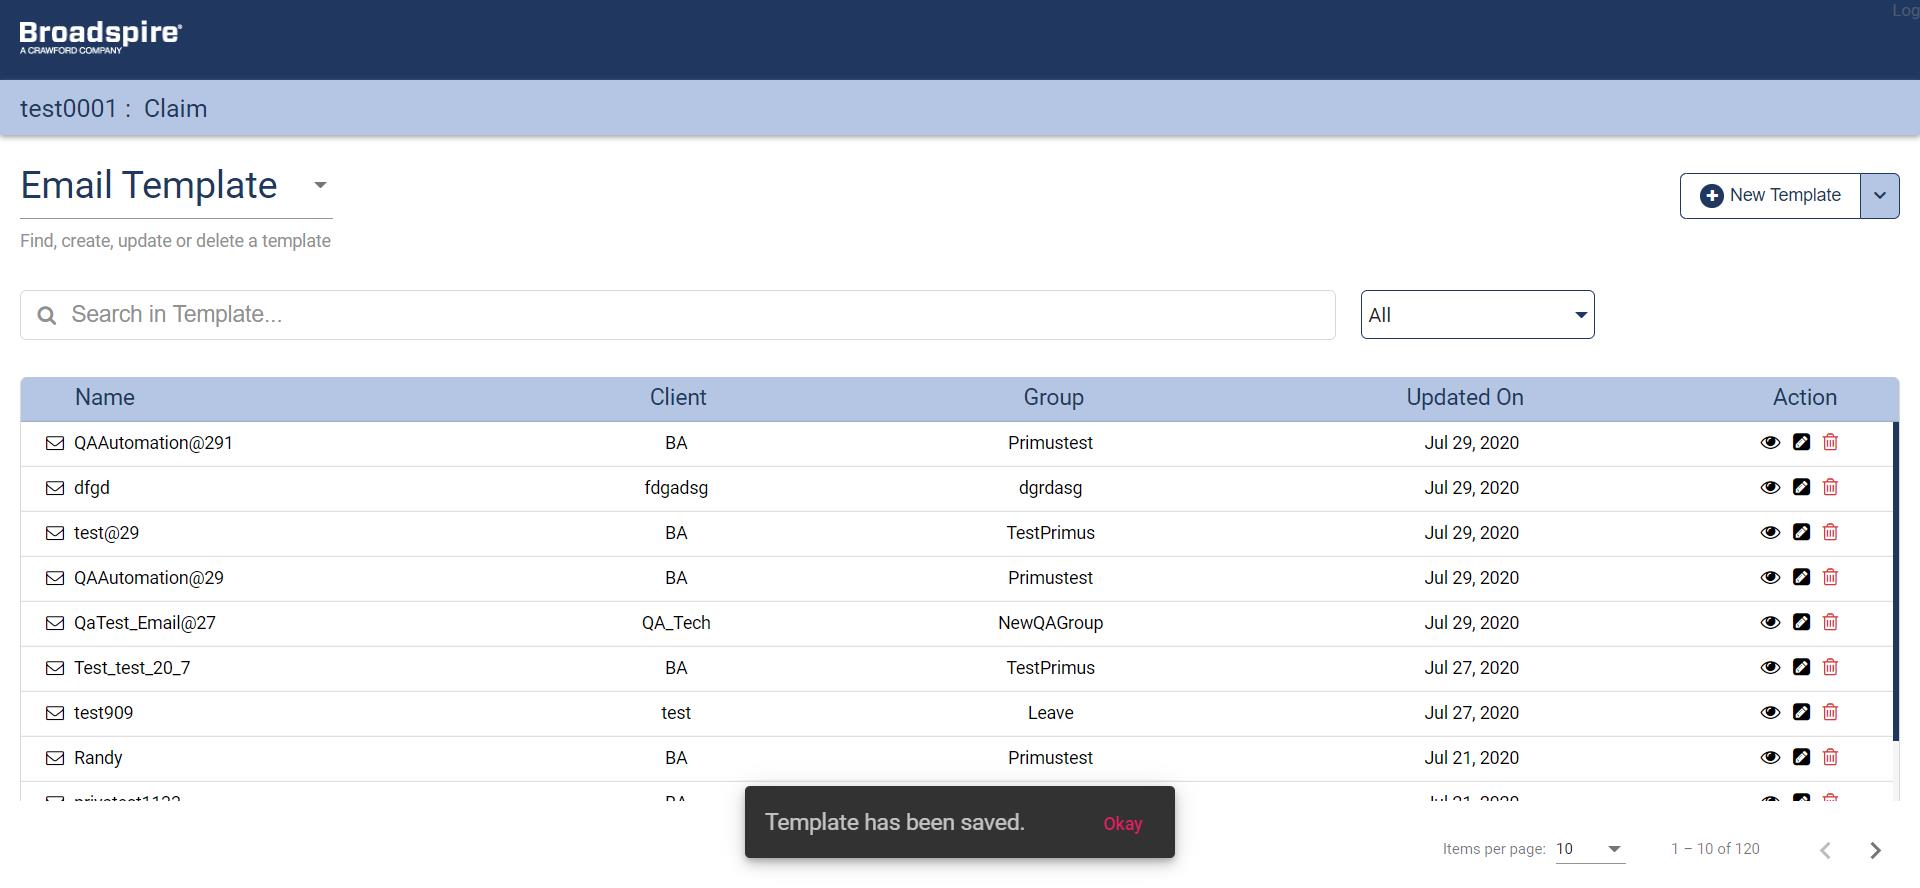 Log
Broadspire®
A CRAWFORD COMPANY
test0001 : Claim
Email Template
New Template
Find, create, update or delete a template
Search in Template...
All
Name Client Group Updated On Action
QAAutomation@291 BA Primustest Jul 29, 2020
dfgd fdgadsg dgrdasg Jul 29, 2020
test@29 BA TestPrimus Jul 29, 2020
QAAutomation@29 BA Primustest Jul 29, 2020
QaTest_Email@27 QA_Tech NewQAGroup Jul 29, 2020
Test_test_20_7 BA TestPrimus Jul 27, 2020
test909 test Leave Jul 27, 2020
Randy BA Primustest Jul 21, 2020
BA Jul 21, 2020
Template has been saved. Okay
Items per page: 10 1 – 10 of 120